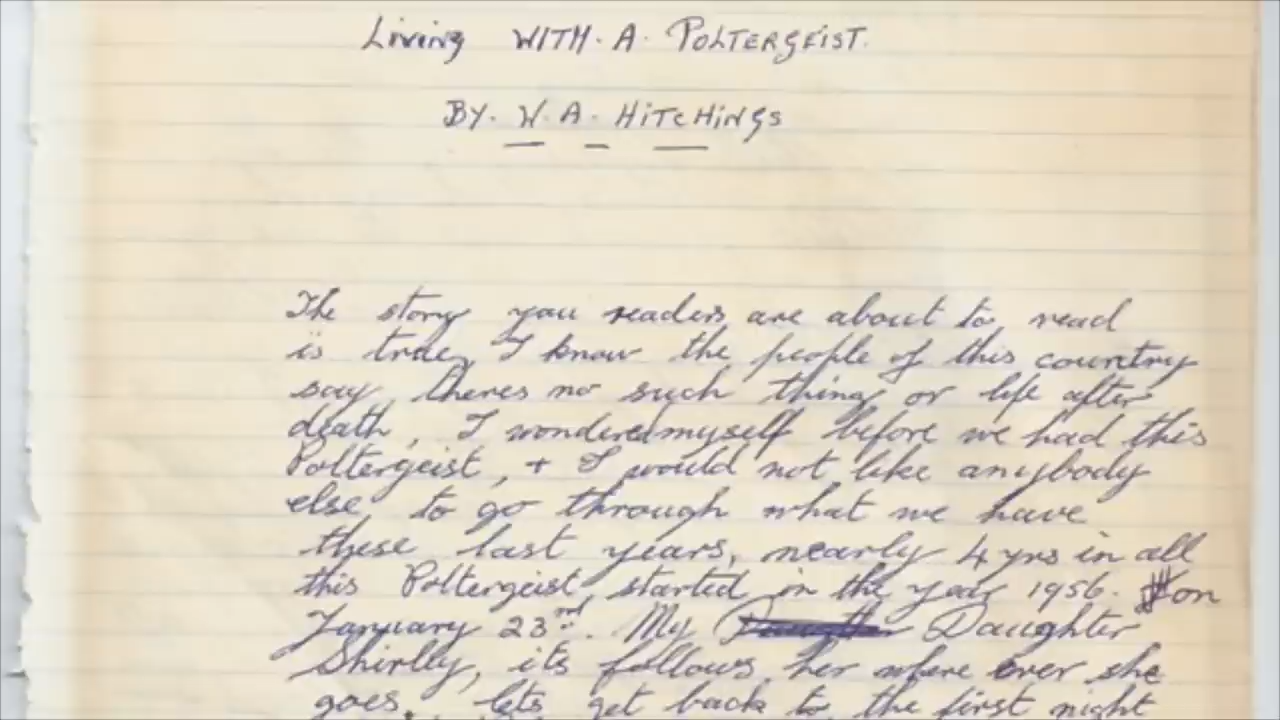 Living WITH. A. POLTERGEIST.
BY. W. A. HITCHINGS
The story you readers are about to read
is true, I know the people of this country
say theres no such thing or life after
death, I wondered myself before we had this
Poltergeist, + I would not like anybody
else to go through what we have
these last years, nearly 4 yrs in all
this Poltergeist started in the year 1956. on
January 23rd. My Daughter
Shirley, its follows her where ever she
goes. lets get back to the first night